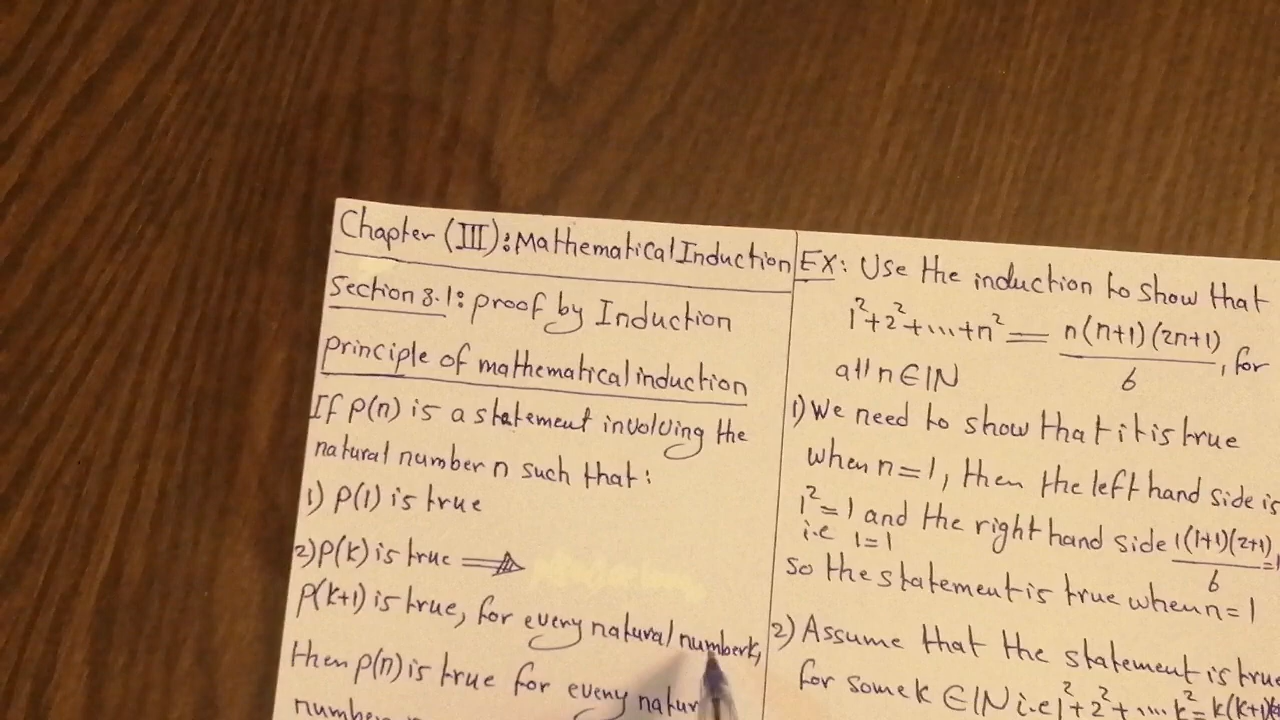 Chapter (III): Mathematical Induction
Section 3.1: proof by Induction
principle of mathematical induction
If P(n) is a statement involving the
natural number n such that:
1) P(1) is true
2) P(k) is true ⟹
P(k+1) is true, for every natural number k,
then P(n) is true for every natur
number
EX: Use the induction to show that
1²+2²+....+n² = n(n+1)(2n+1)/6, for
all n ∈ ℕ
1) We need to show that it is true
when n=1, then the left hand side is
1²=1 and the right hand side 1(1+1)(2+1)/6 =1
i.e 1=1
so the statement is true when n=1
2) Assume that the statement is true
for some k ∈ ℕ i.e 1²+2²+....k²= k(k+1)